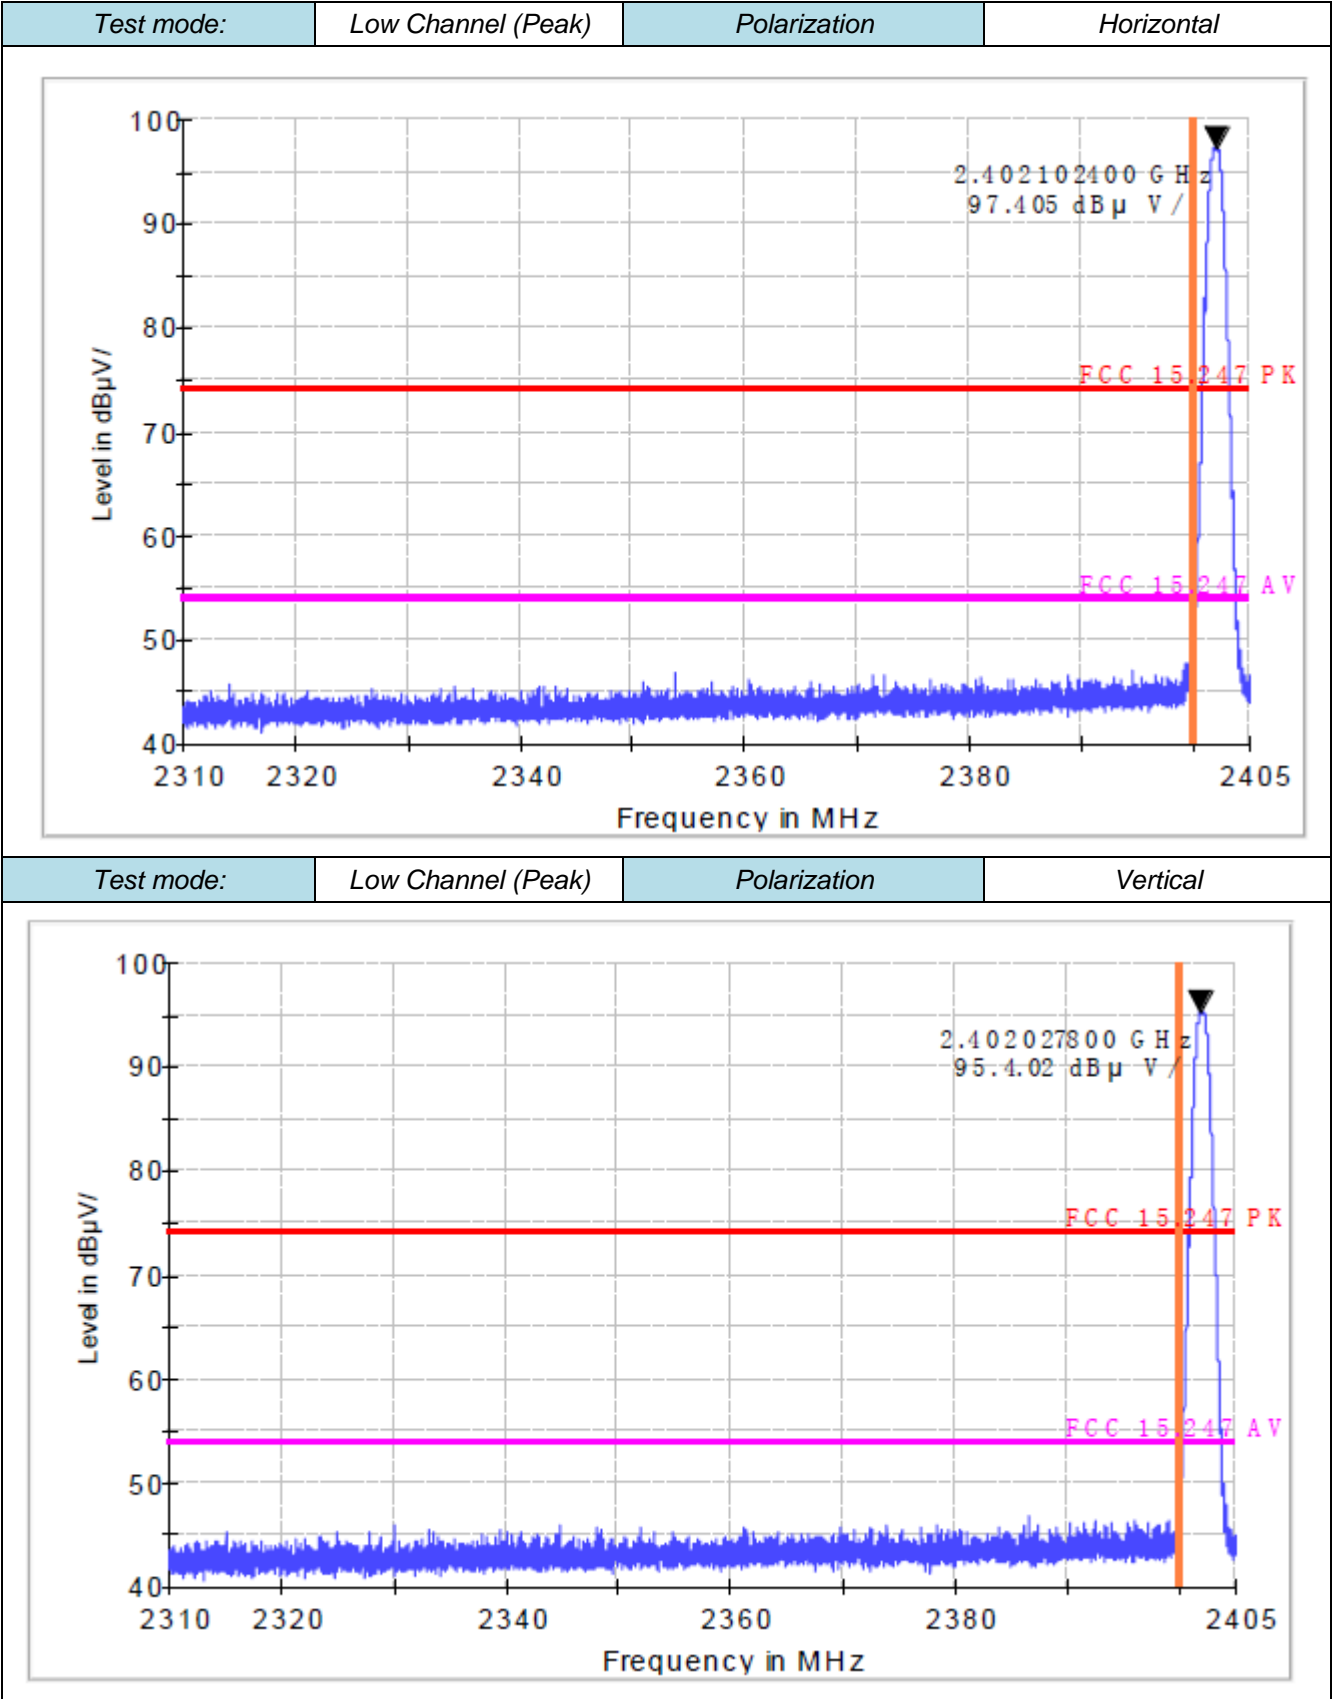 Test mode: Low Channel (Peak) Polarization Horizontal
100
2.402102400 GHz
97.405 dBµ V/
90
80
FCC 15.247 PK
70
60
FCC 15.247 AV
50
40
Level in dBµV/
2310 2320 2340 2360 2380 2405
Frequency in MHz
Test mode: Low Channel (Peak) Polarization Vertical
100
2.402027800 GHz
95.4.02 dBµ V/
90
80
FCC 15.247 PK
70
60
FCC 15.247 AV
50
40
Level in dBµV/
2310 2320 2340 2360 2380 2405
Frequency in MHz